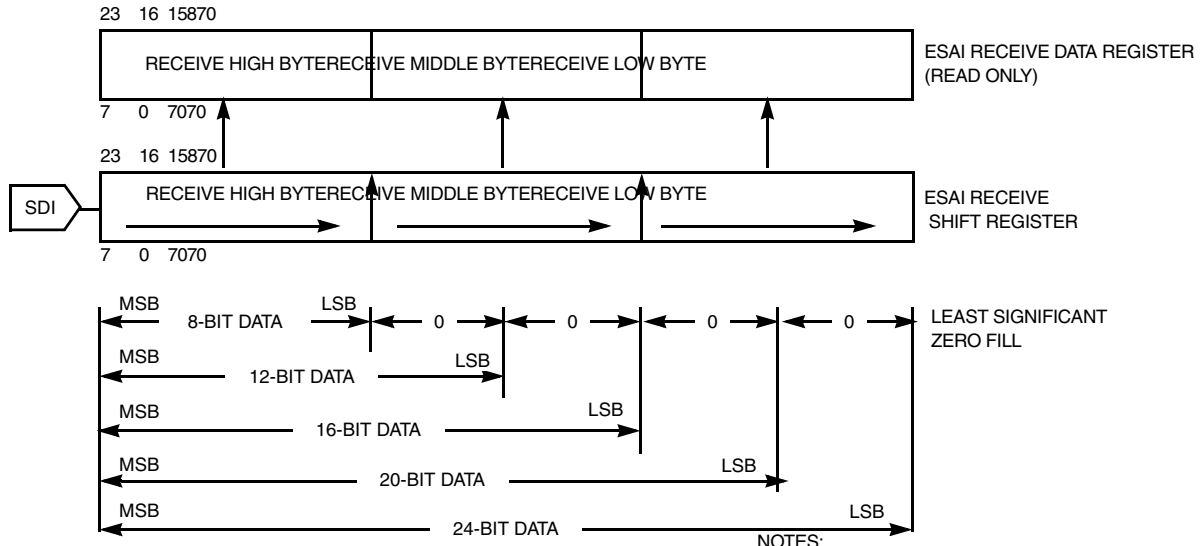 23 16 15870
RECEIVE HIGH BYTERECEIVE MIDDLE BYTERECEIVE LOW BYTE
ESAI RECEIVE DATA REGISTER
(READ ONLY)
7 0 7070
23 16 15870
SDI
RECEIVE HIGH BYTERECEIVE MIDDLE BYTERECEIVE LOW BYTE
ESAI RECEIVE
SHIFT REGISTER
7 0 7070
MSB LSB
8-BIT DATA 0 0 0 0
LEAST SIGNIFICANT
ZERO FILL
MSB LSB
12-BIT DATA
MSB LSB
16-BIT DATA
MSB LSB
20-BIT DATA
MSB LSB
24-BIT DATA
NOTES: